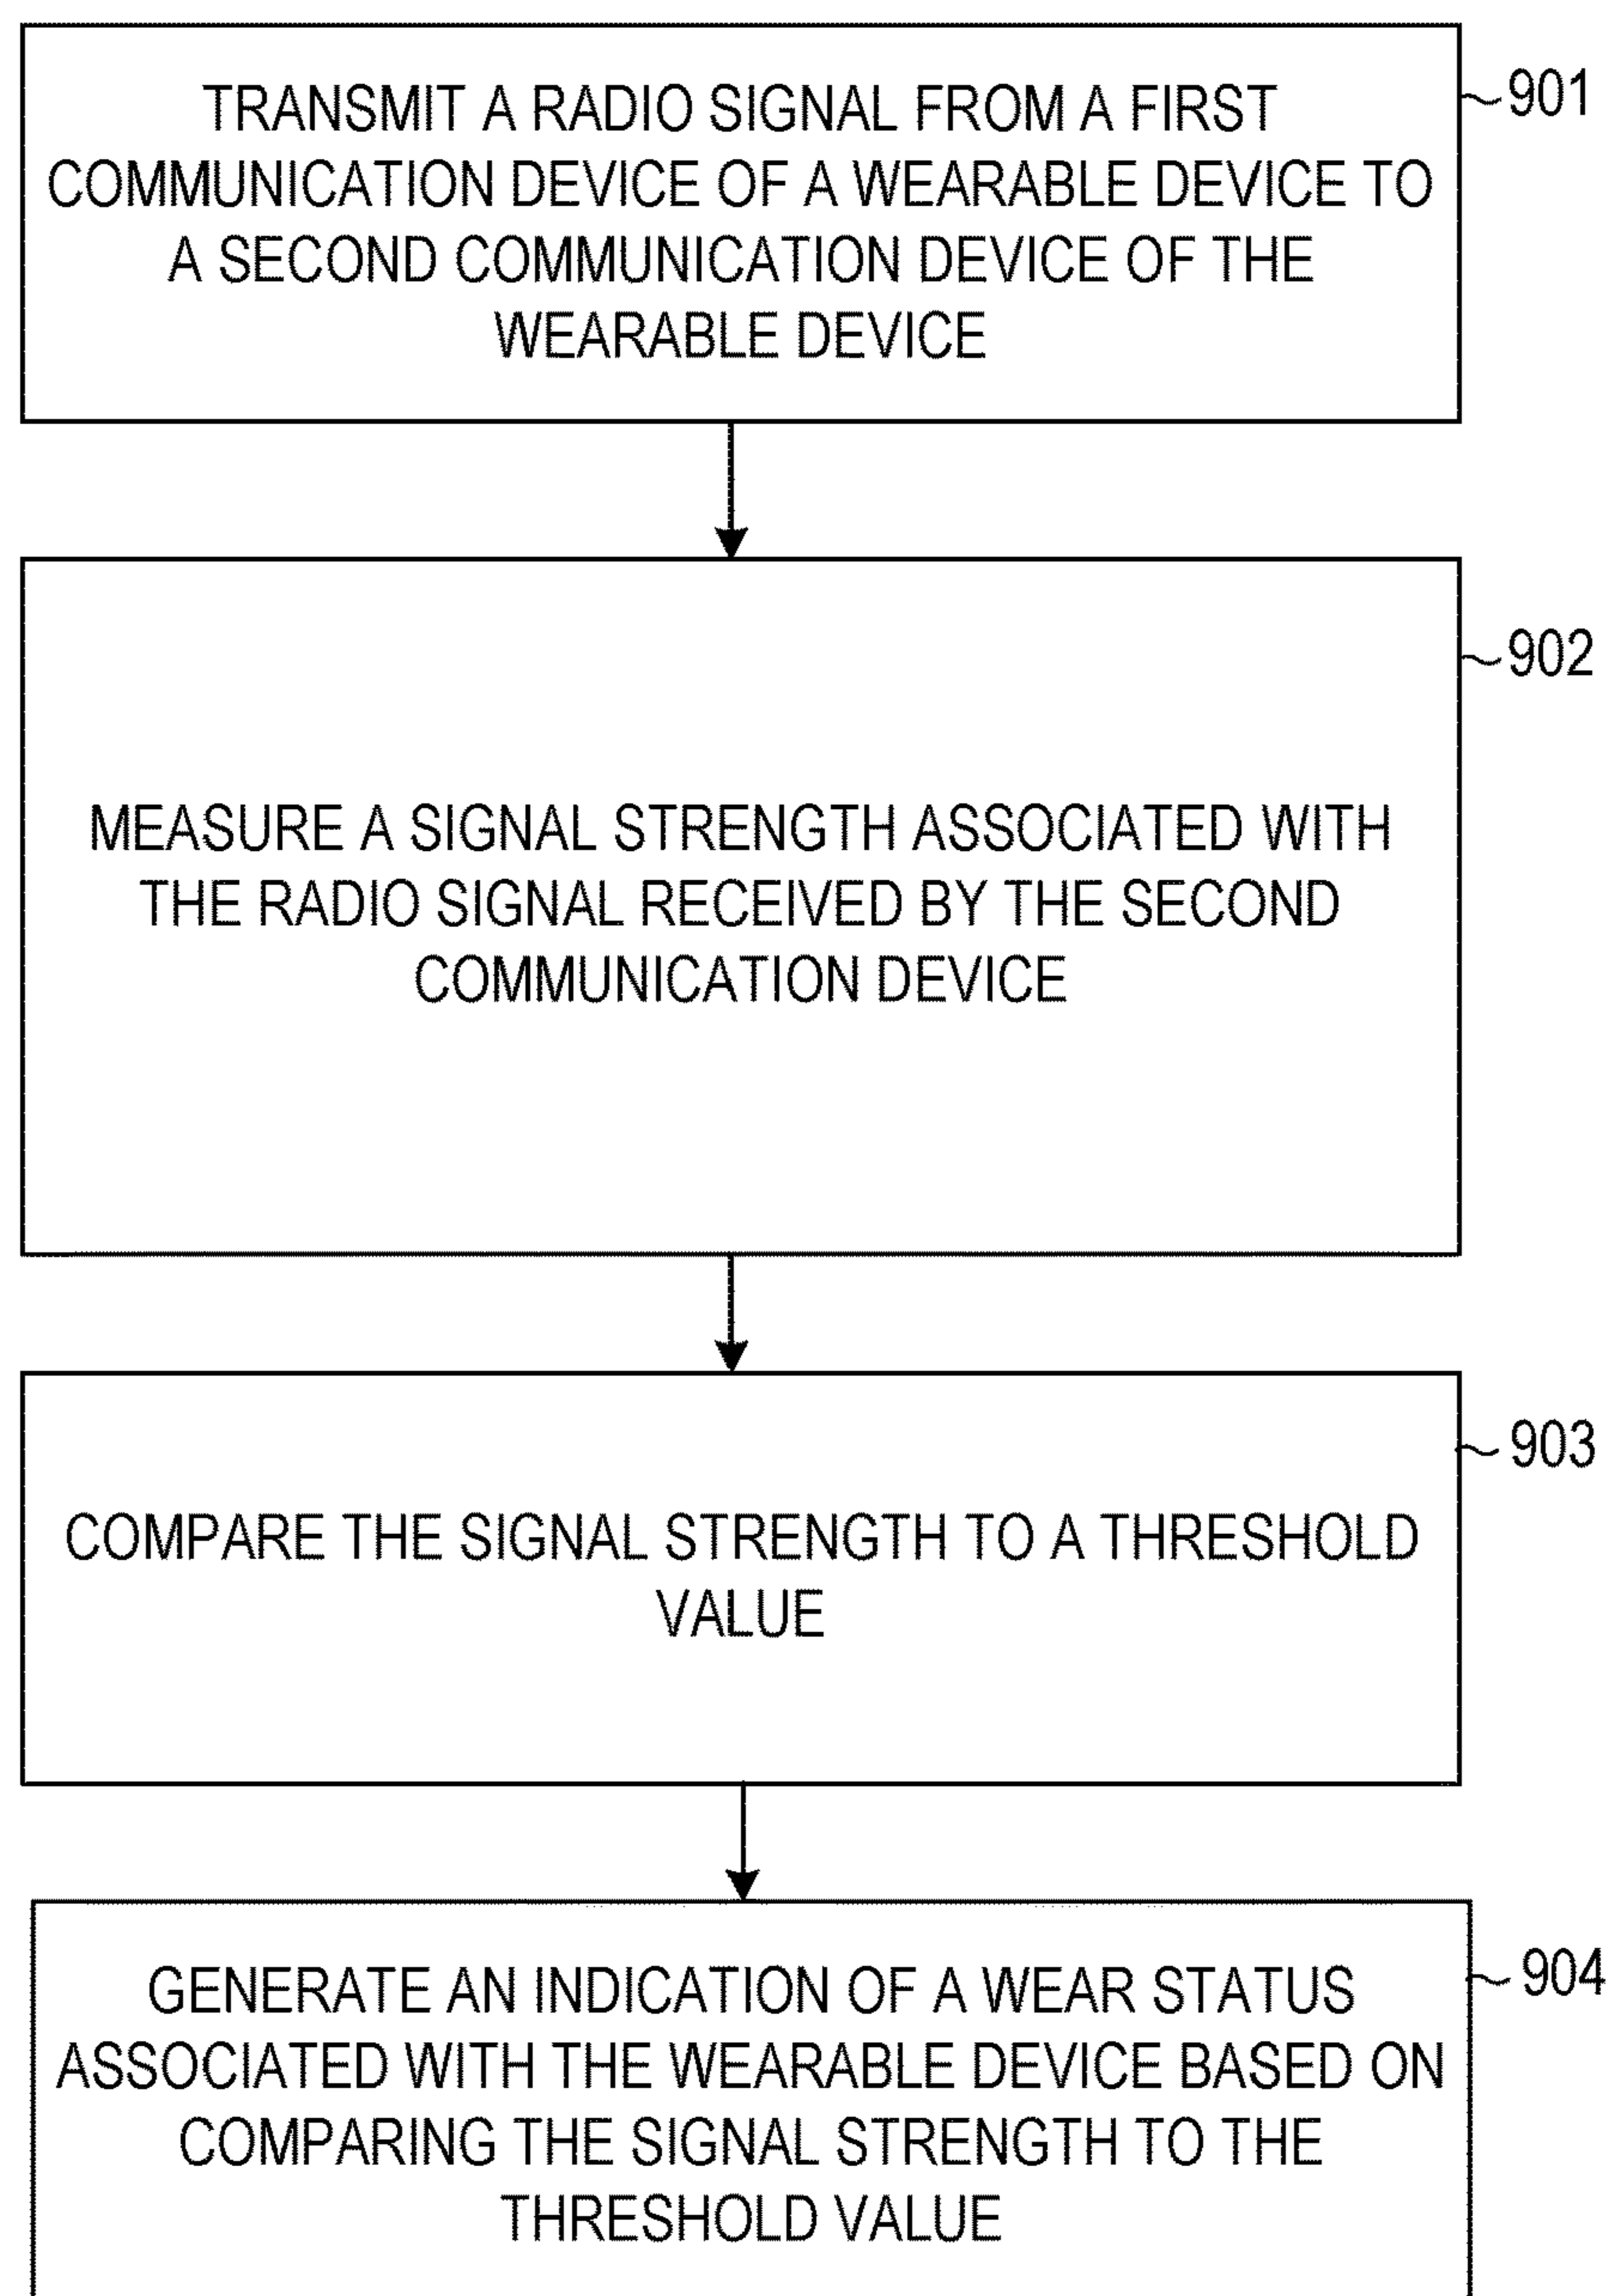 TRANSMIT A RADIO SIGNAL FROM A FIRST
COMMUNICATION DEVICE OF A WEARABLE DEVICE TO
A SECOND COMMUNICATION DEVICE OF THE
WEARABLE DEVICE
901
902
MEASURE A SIGNAL STRENGTH ASSOCIATED WITH
THE RADIO SIGNAL RECEIVED BY THE SECOND
COMMUNICATION DEVICE
903
COMPARE THE SIGNAL STRENGTH TO A THRESHOLD
VALUE
904
GENERATE AN INDICATION OF A WEAR STATUS
ASSOCIATED WITH THE WEARABLE DEVICE BASED ON
COMPARING THE SIGNAL STRENGTH TO THE
THRESHOLD VALUE